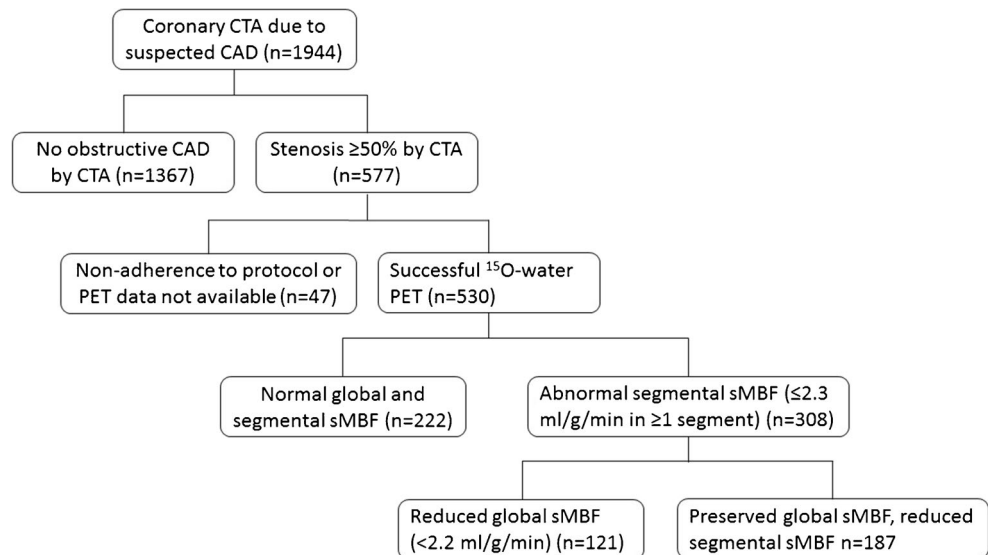 Coronary CTA due to
suspected CAD (n=1944)
No obstructive CAD
by CTA (n=1367)
Stenosis ≥50% by CTA
(n=577)
Non-adherence to protocol or
PET data not available (n=47)
Successful ¹⁵O-water
PET (n=530)
Normal global and
segmental sMBF (n=222)
Abnormal segmental sMBF (≤2.3
ml/g/min in ≥1 segment) (n=308)
Reduced global sMBF
(<2.2 ml/g/min) (n=121)
Preserved global sMBF, reduced
segmental sMBF n=187